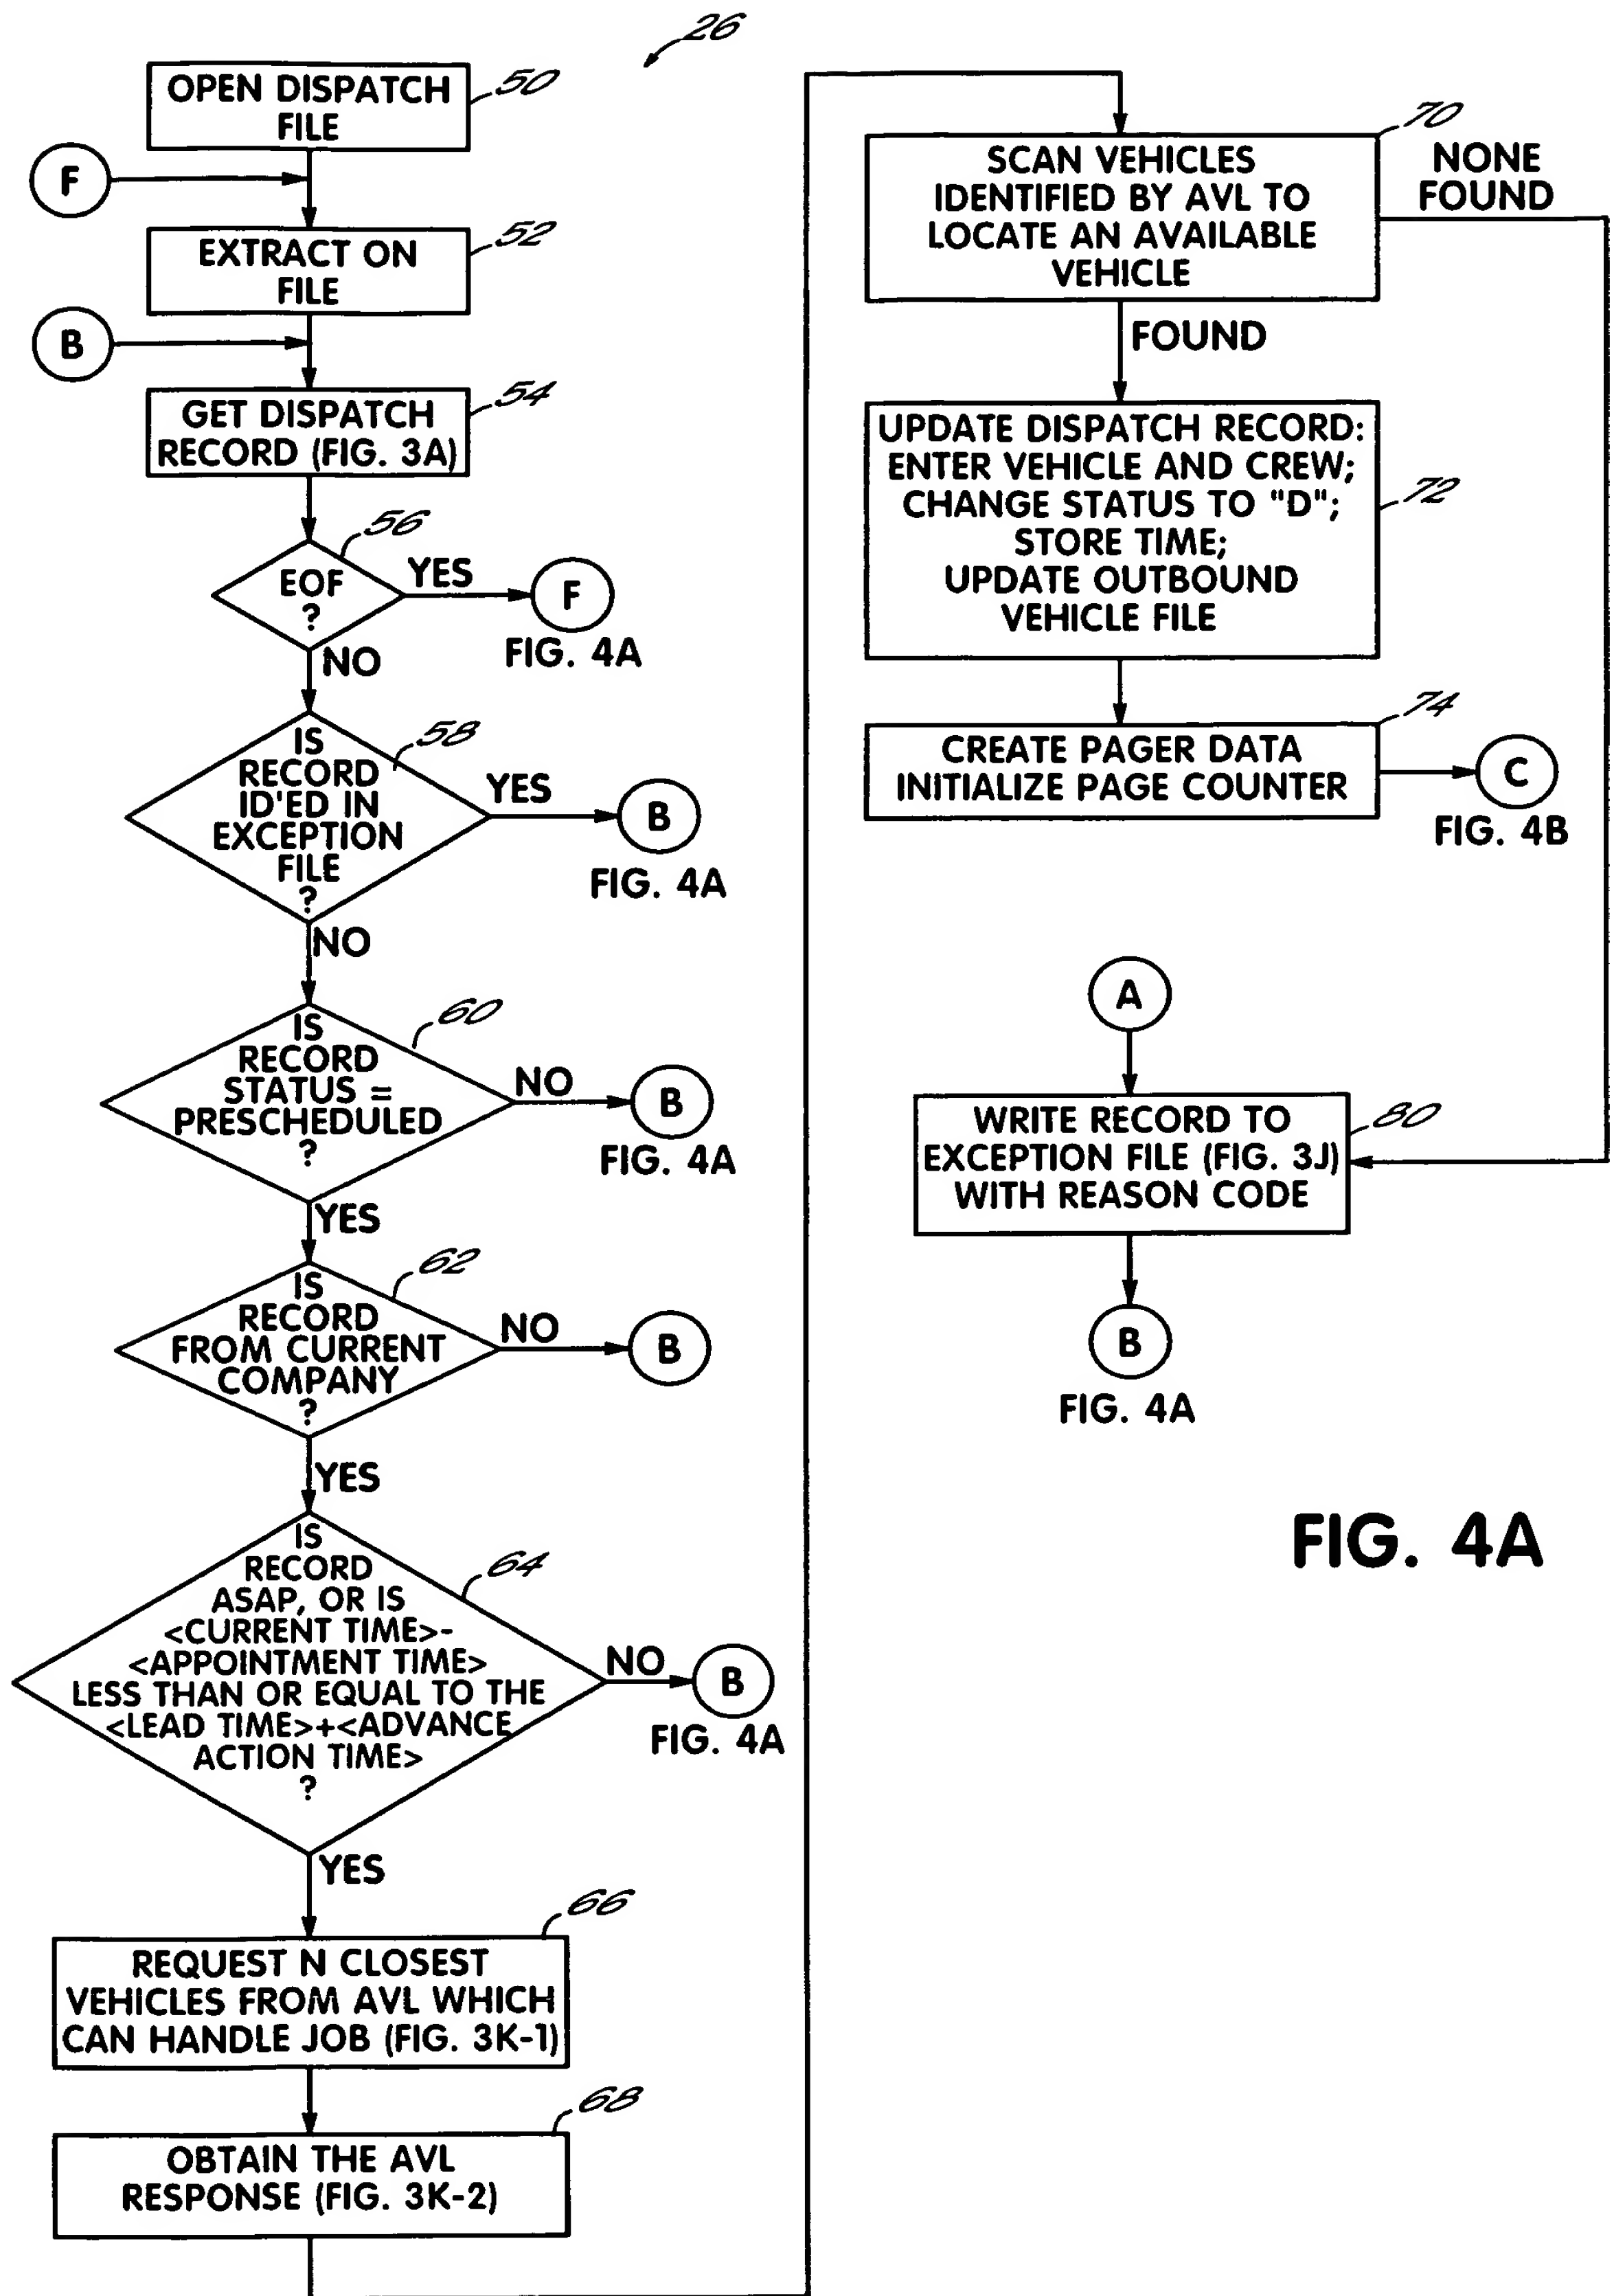 26
OPEN DISPATCH
FILE
50
F
EXTRACT ON
FILE
52
B
GET DISPATCH
RECORD (FIG. 3A)
54
EOF
?
56
YES
F
FIG. 4A
NO
IS
RECORD
ID'ED IN
EXCEPTION
FILE
?
58
YES
B
FIG. 4A
NO
IS
RECORD
STATUS =
PRESCHEDULED
?
60
NO
B
FIG. 4A
YES
IS
RECORD
FROM CURRENT
COMPANY
?
62
NO
B
YES
IS
RECORD
ASAP, OR IS
<CURRENT TIME>-
<APPOINTMENT TIME>
LESS THAN OR EQUAL TO THE
<LEAD TIME>+<ADVANCE
ACTION TIME>
?
64
NO
B
FIG. 4A
YES
REQUEST N CLOSEST
VEHICLES FROM AVL WHICH
CAN HANDLE JOB (FIG. 3K-1)
66
OBTAIN THE AVL
RESPONSE (FIG. 3K-2)
68
SCAN VEHICLES
IDENTIFIED BY AVL TO
LOCATE AN AVAILABLE
VEHICLE
70
NONE
FOUND
FOUND
UPDATE DISPATCH RECORD:
ENTER VEHICLE AND CREW;
CHANGE STATUS TO "D";
STORE TIME;
UPDATE OUTBOUND
VEHICLE FILE
72
CREATE PAGER DATA
INITIALIZE PAGE COUNTER
74
C
FIG. 4B
A
WRITE RECORD TO
EXCEPTION FILE (FIG. 3J)
WITH REASON CODE
80
B
FIG. 4A
FIG. 4A